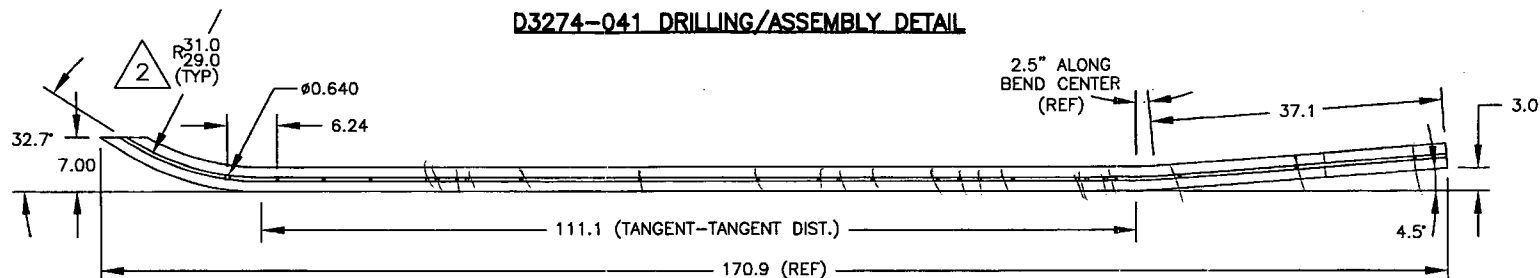 D3274-041 DRILLING/ASSEMBLY DETAIL
2
R31.0
29.0
(TYP)
ø0.640
2.5" ALONG
BEND CENTER
(REF)
37.1
3.0
6.24
32.7°
7.00
111.1 (TANGENT-TANGENT DIST.)
4.5°
170.9 (REF)